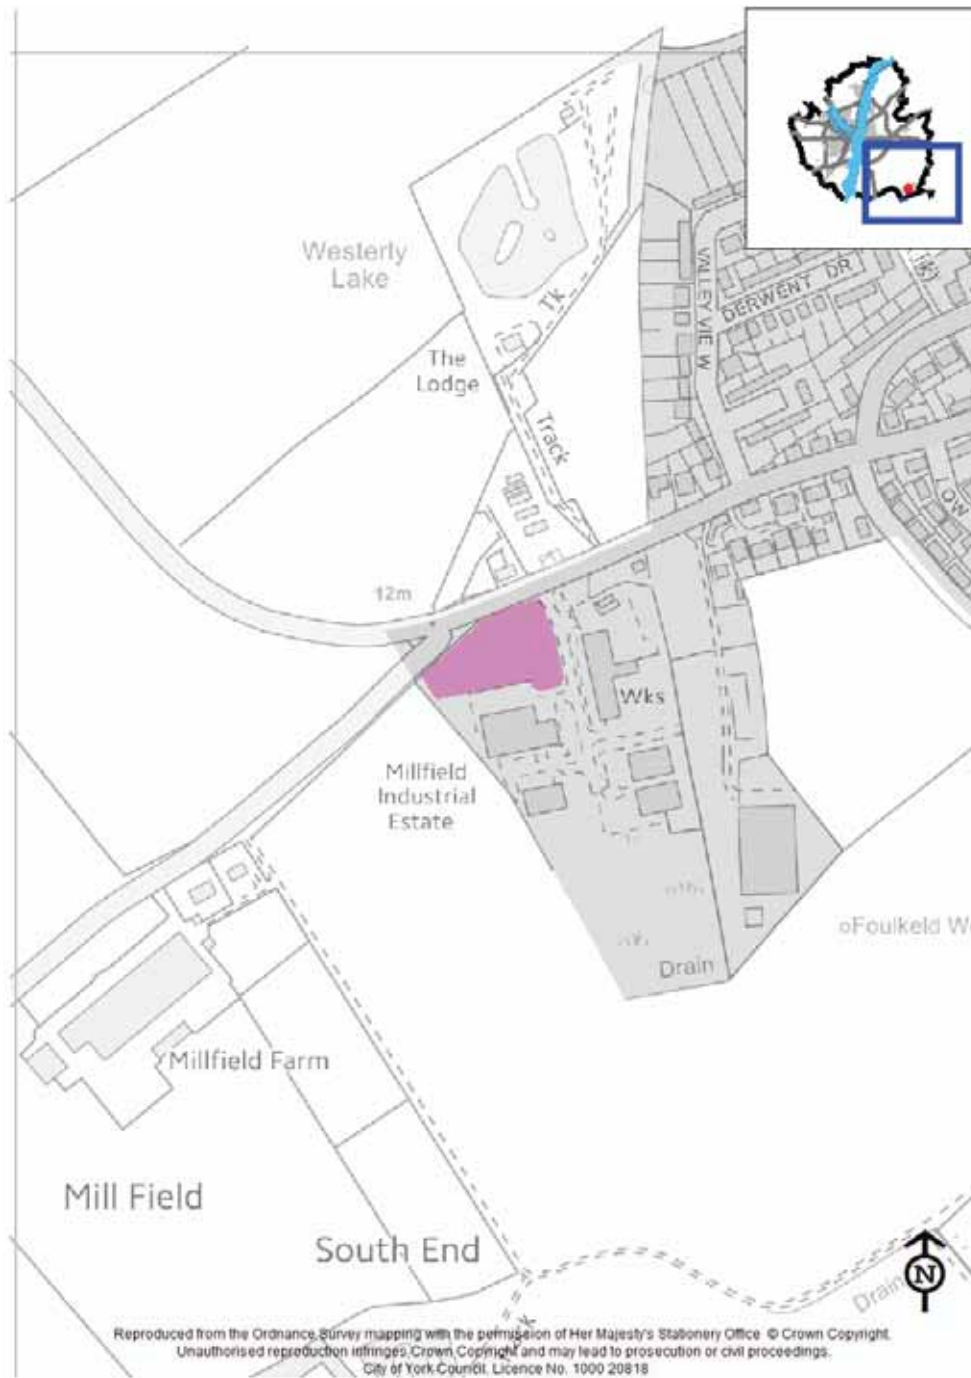 Westerly
Lake
VALLEY VIEW
DERWENT DR
Tk
The
Lodge
Track
12m
Wks
Millfield
Industrial
Estate
oFoulkeld
Drain
Millfield Farm
Mill Field
South End
N
Drain
Reproduced from the Ordnance Survey mapping with the permission of Her Majesty's Stationery Office © Crown Copyright.
Unauthorised reproduction infringes Crown Copyright and may lead to prosecution or civil proceedings.
City of York Council. Licence No. 1000 20818